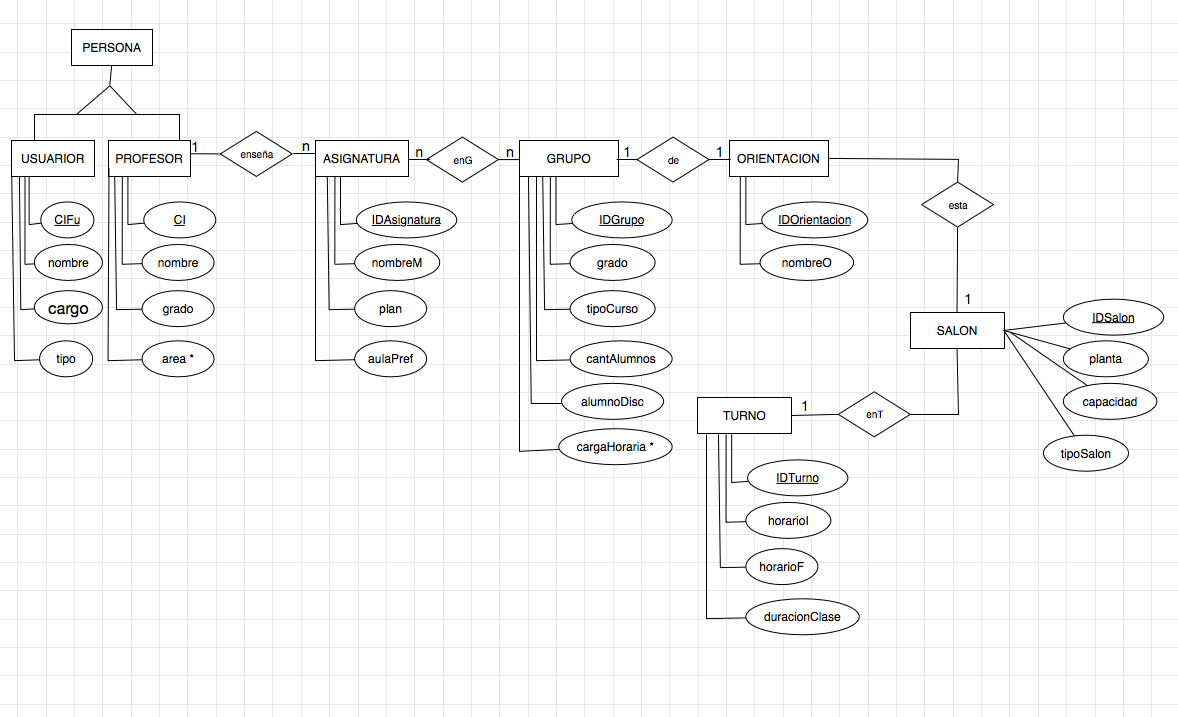 PERSONA
USUARIOR
PROFESOR
1
enseña
n
ASIGNATURA
n
enG
n
GRUPO
1
de
1
ORIENTACION
esta
1
CIFu
nombre
cargo
tipo
CI
nombre
grado
area *
IDAsignatura
nombreM
plan
aulaPref
IDGrupo
grado
tipoCurso
cantAlumnos
alumnoDisc
cargaHoraria *
IDOrientacion
nombreO
SALON
IDSalon
planta
capacidad
tipoSalon
TURNO
1
enT
IDTurno
horarioI
horarioF
duracionClase